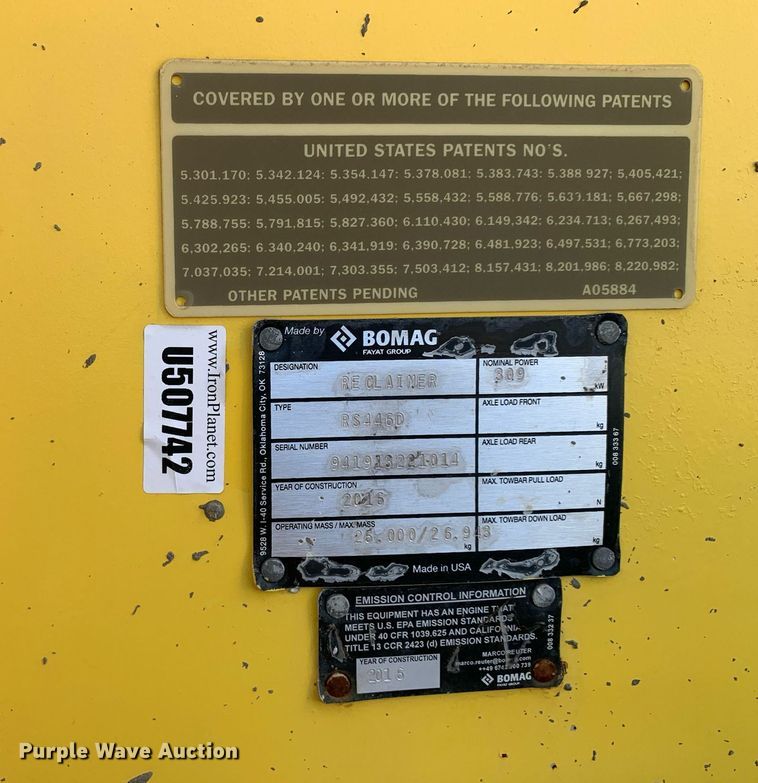 COVERED BY ONE OR MORE OF THE FOLLOWING PATENTS
UNITED STATES PATENTS NO'S.
5.301.170: 5.342.124: 5.354.147: 5.378.081; 5.383.743: 5.388 927; 5,405,421;
5.425.923: 5.455.005; 5,492,432; 5,558,432; 5,588,776; 5.639.181; 5,667,298;
5.788,755: 5.791,815; 5,827,360; 6.110,430; 6.149,342; 6.234,713; 6,267,493;
6,302,265: 6.340.240; 6,341,919; 6,390,728; 6,481,923; 6,497,531; 6,773,203;
7,037,035: 7.214.001; 7,303,355: 7,503,412; 8,157,431; 8,201,986; 8,220,982;
OTHER PATENTS PENDING A05884
www.IronPlanet.com
U507742
Made by BOMAG
FAYAT GROUP
9528 W. I-40 Service Rd., Oklahoma City, OK 73128
DESIGNATION
RECLAINER
NOMINAL POWER
309
kW
TYPE
RS446D
AXLE LOAD FRONT
kg
SERIAL NUMBER
941913221014
AXLE LOAD REAR
kg
YEAR OF CONSTRUCTION
2015
MAX. TOWBAR PULL LOAD
N
OPERATING MASS / MAX. MASS
25.000/26.943
kg
MAX. TOWBAR DOWN LOAD
kg
008 333 67
Made in USA
EMISSION CONTROL INFORMATION
THIS EQUIPMENT HAS AN ENGINE THAT
MEETS U.S. EPA EMISSION STANDARDS
UNDER 40 CFR 1039.625 AND CALIFORNIA
TITLE 13 CCR 2423 (d) EMISSION STANDARDS.
YEAR OF CONSTRUCTION
2015
MARCO REUTER
BOMAG
FAYAT GROUP
008 332 37
Purple Wave Auction